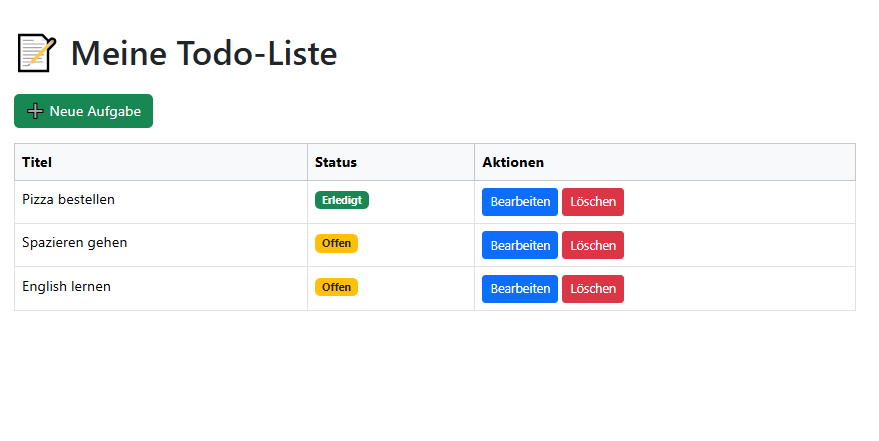 📝 Meine Todo-Liste
➕ Neue Aufgabe
Titel Status Aktionen
Pizza bestellen Erledigt Bearbeiten Löschen
Spazieren gehen Offen Bearbeiten Löschen
English lernen Offen Bearbeiten Löschen